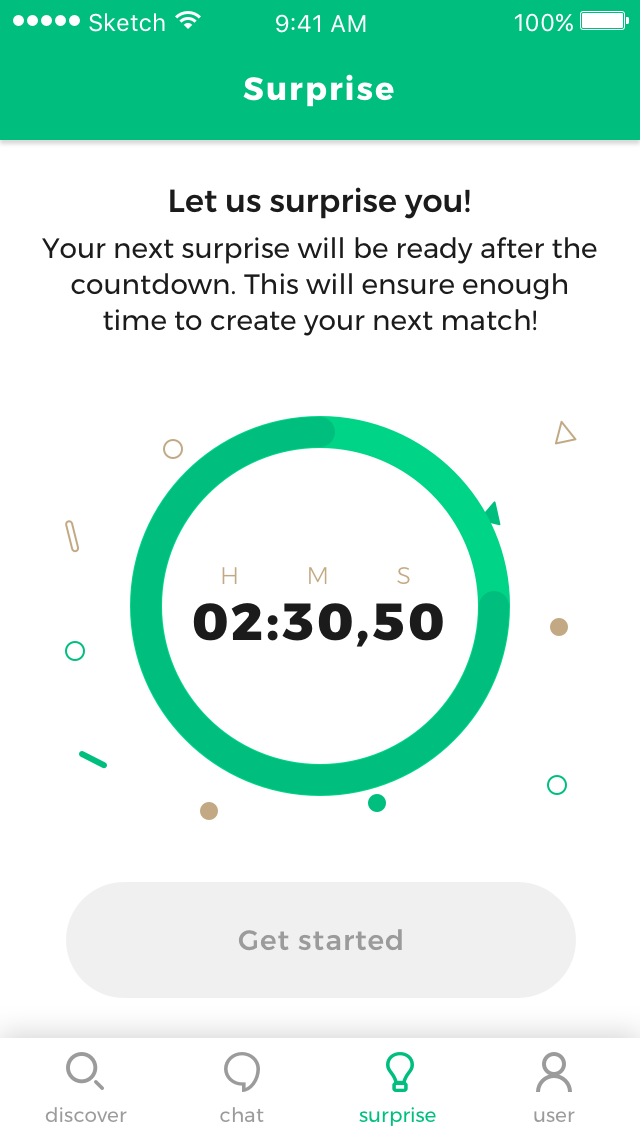 Sketch 9:41 AM 100%
Surprise
Let us surprise you!
Your next surprise will be ready after the
countdown. This will ensure enough
time to create your next match!
H M S
02:30,50
Get started
discover chat surprise user